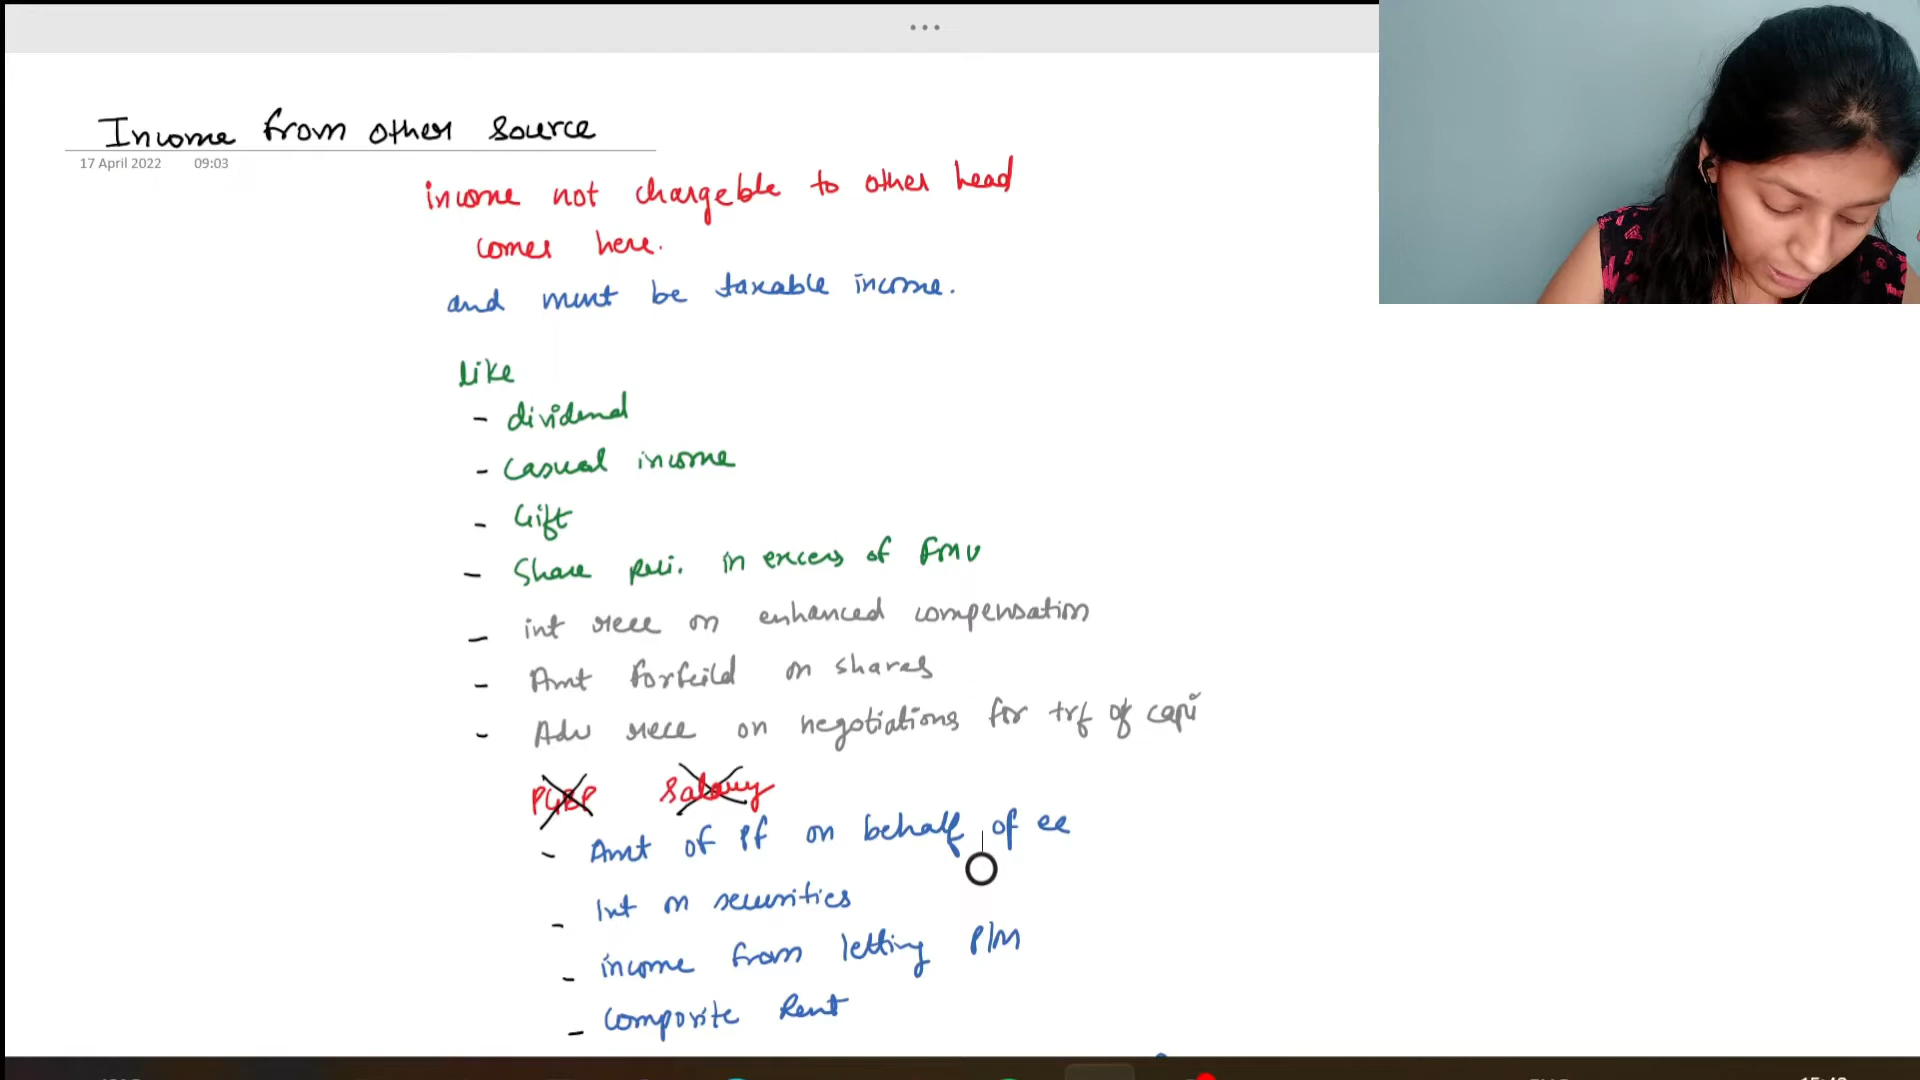 ...
Income from other source
17 April 2022 09:03
income not chargeble to other head
comes here.
and must be taxable income.
like
- dividend
- Casual income
- Gift
- Share in excess of FMV
- int rece on enhanced compensation
- Amt forfeild on shares
- Adv rece on negotiations for trf of capi
PGBP Salary
- Amt of Pf on behalf of ee
- Int on securities
- income from letting P/M
- Composite Rent